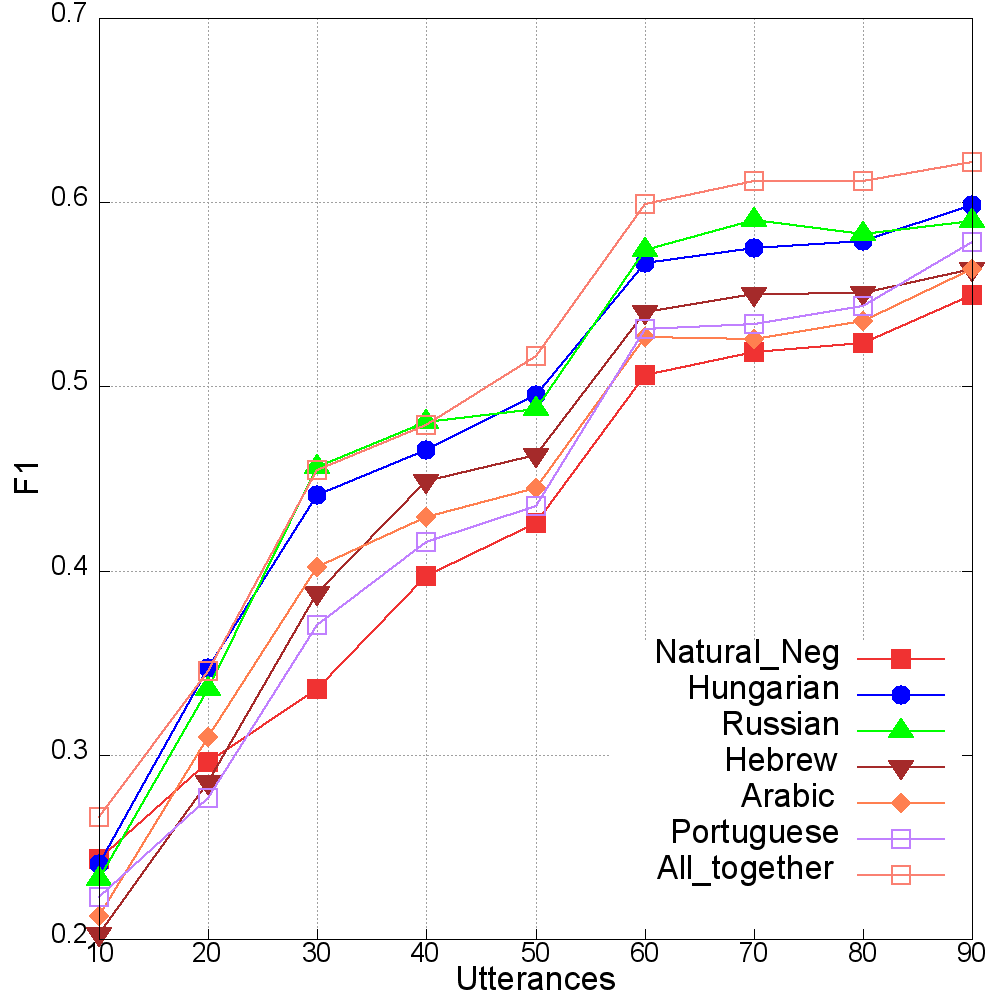 0.7
0.6
0.5
0.4
0.3
0.2
F1
Natural_Neg
Hungarian
Russian
Hebrew
Arabic
Portuguese
All_together
10 20 30 40 50 60 70 80 90
Utterances